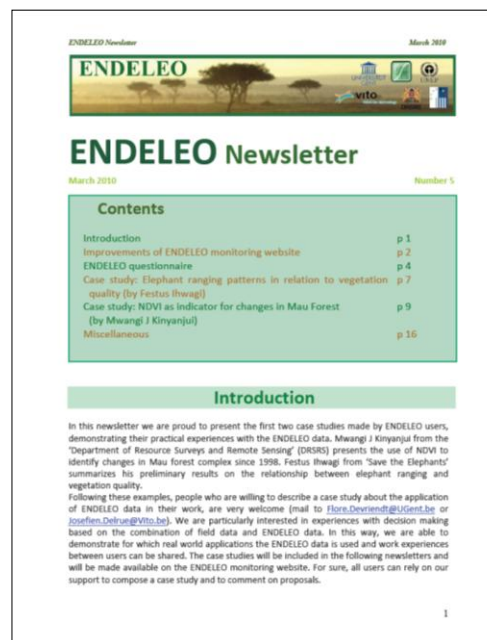 ENDELEO Newsletter March 2010
ENDELEO
vito
ENDELEO Newsletter
March 2010 Number 5
Contents
Introduction p 1
Improvements of ENDELEO monitoring website p 2
ENDELEO questionnaire p 4
Case study: Elephant ranging patterns in relation to vegetation p 7
quality (by Festus Ihwagi)
Case study: NDVI as indicator for changes in Mau Forest p 9
(by Mwangi J Kinyanjui)
Miscellaneous p 16
Introduction
In this newsletter we are proud to present the first two case studies made by ENDELEO users,
demonstrating their practical experiences with the ENDELEO data. Mwangi J Kinyanjui from the
'Department of Resource Surveys and Remote Sensing' (DRSRS) presents the use of NDVI to
identify changes in Mau forest complex since 1998. Festus Ihwagi from 'Save the Elephants'
summarizes his preliminary results on the relationship between elephant ranging and
vegetation quality.
Following these examples, people who are willing to describe a case study about the application
of ENDELEO data in their work, are very welcome (mail to Flore.Devriendt@UGent.be or
Josefien.Delrue@Vito.be). We are particularly interested in experiences with decision making
based on the combination of field data and ENDELEO data. In this way, we are able to
demonstrate for which real world applications the ENDELEO data is used and work experiences
between users can be shared. The case studies will be included in the following newsletters and
will be made available on the ENDELEO monitoring website. For sure, all users can rely on our
support to compose a case study and to comment on proposals.
1